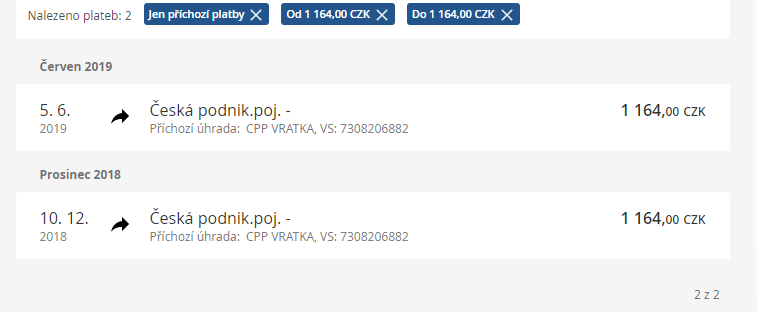 Nalezeno plateb: 2 Jen příchozí platby Od 1 164,00 CZK Do 1 164,00 CZK
Červen 2019
5. 6. Česká podnik.poj. - 1 164,00 CZK
2019 Příchozí úhrada: CPP VRATKA, VS: 7308206882
Prosinec 2018
10. 12. Česká podnik.poj. - 1 164,00 CZK
2018 Příchozí úhrada: CPP VRATKA, VS: 7308206882
2 z 2